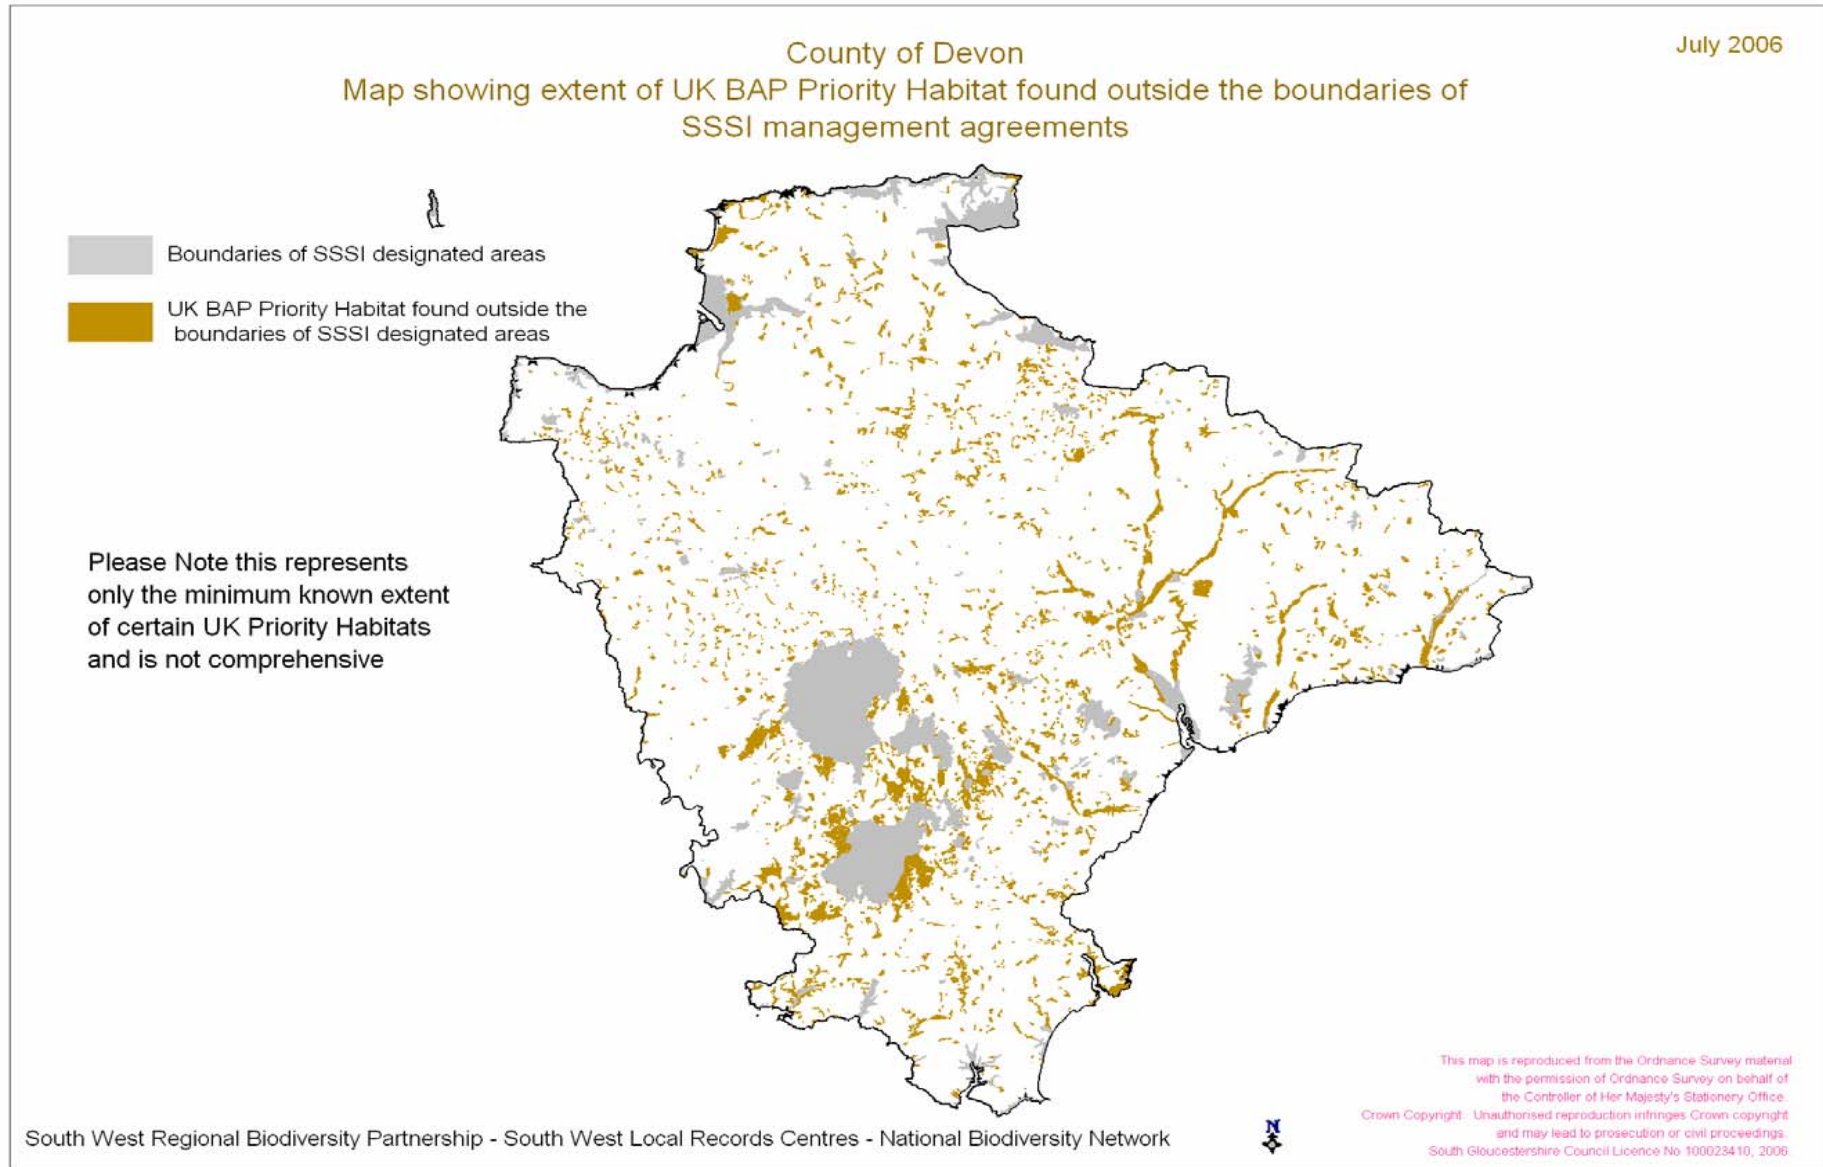 July 2006
County of Devon
Map showing extent of UK BAP Priority Habitat found outside the boundaries of
SSSI management agreements
Boundaries of SSSI designated areas
UK BAP Priority Habitat found outside the
boundaries of SSSI designated areas
Please Note this represents
only the minimum known extent
of certain UK Priority Habitats
and is not comprehensive
This map is reproduced from the Ordnance Survey material
with the permission of Ordnance Survey on behalf of
the Controller of Her Majesty's Stationery Office.
Crown Copyright. Unauthorised reproduction infringes Crown copyright
and may lead to prosecution or civil proceedings.
South Gloucestershire Council Licence No 100023410, 2006.
South West Regional Biodiversity Partnership - South West Local Records Centres - National Biodiversity Network
N